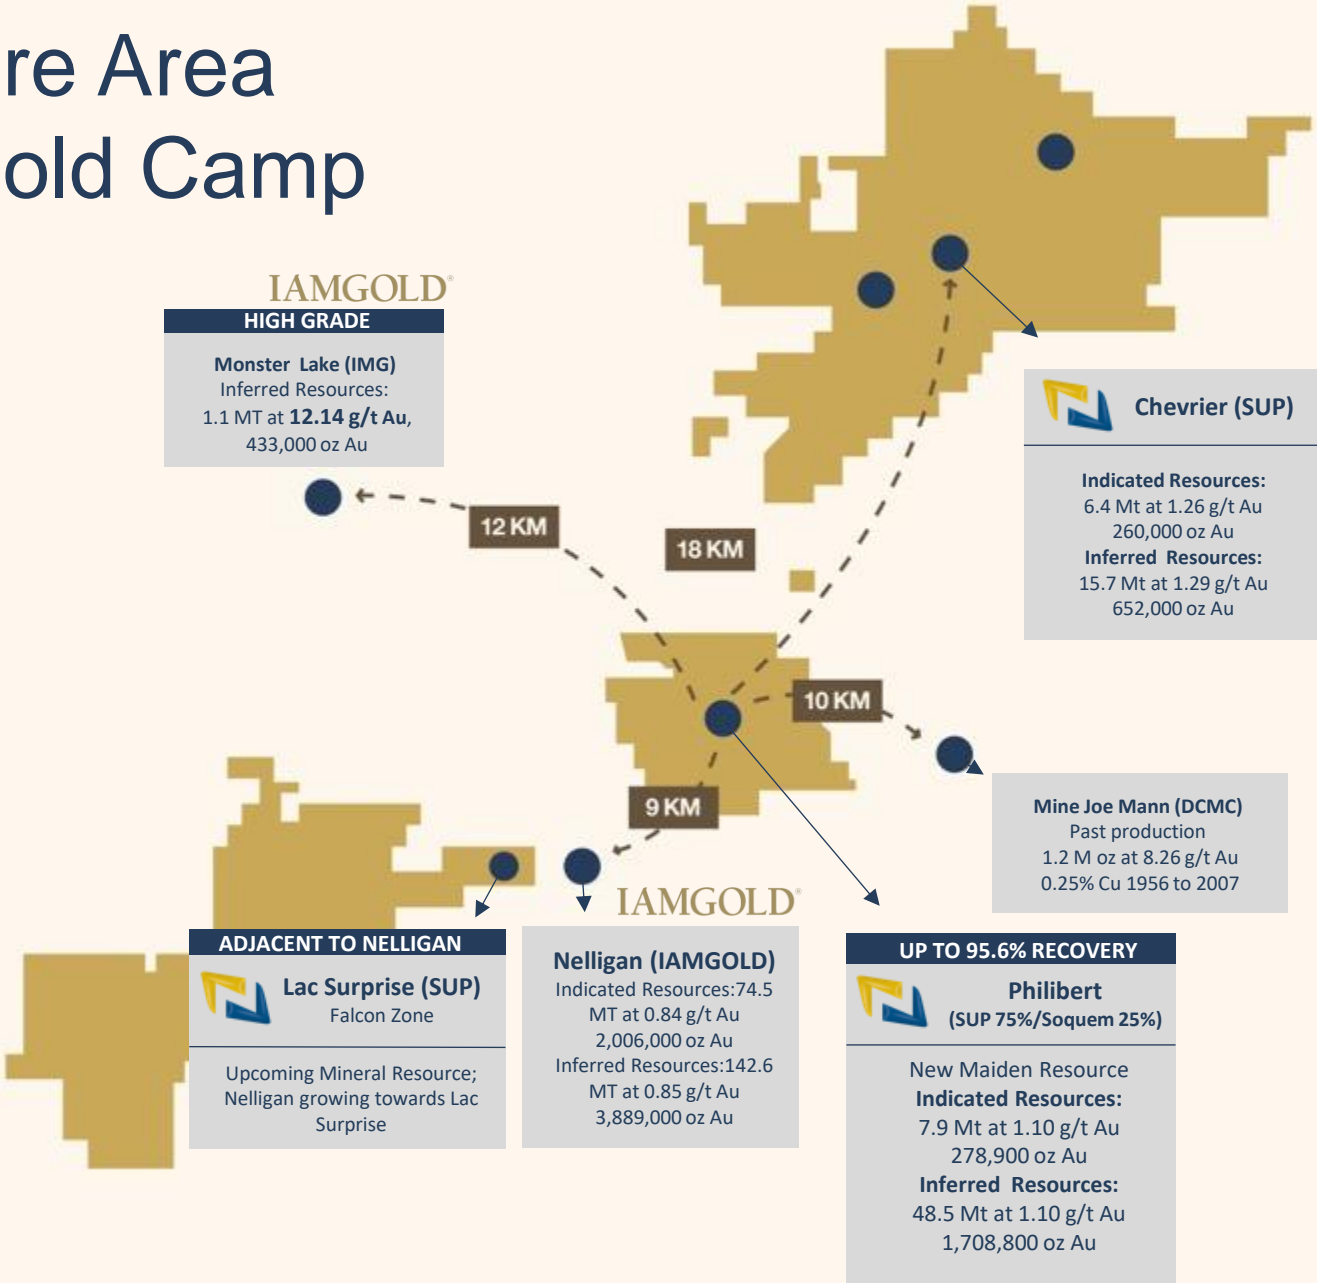 re Area
old Camp
IAMGOLD®
HIGH GRADE
Monster Lake (IMG)
Inferred Resources:
1.1 MT at 12.14 g/t Au,
433,000 oz Au
12 KM
18 KM
Chevrier (SUP)
Indicated Resources:
6.4 Mt at 1.26 g/t Au
260,000 oz Au
Inferred Resources:
15.7 Mt at 1.29 g/t Au
652,000 oz Au
10 KM
9 KM
Mine Joe Mann (DCMC)
Past production
1.2 M oz at 8.26 g/t Au
0.25% Cu 1956 to 2007
IAMGOLD®
ADJACENT TO NELLIGAN
Lac Surprise (SUP)
Falcon Zone
Upcoming Mineral Resource;
Nelligan growing towards Lac
Surprise
Nelligan (IAMGOLD)
Indicated Resources:74.5
MT at 0.84 g/t Au
2,006,000 oz Au
Inferred Resources:142.6
MT at 0.85 g/t Au
3,889,000 oz Au
UP TO 95.6% RECOVERY
Philibert
(SUP 75%/Soquem 25%)
New Maiden Resource
Indicated Resources:
7.9 Mt at 1.10 g/t Au
278,900 oz Au
Inferred Resources:
48.5 Mt at 1.10 g/t Au
1,708,800 oz Au